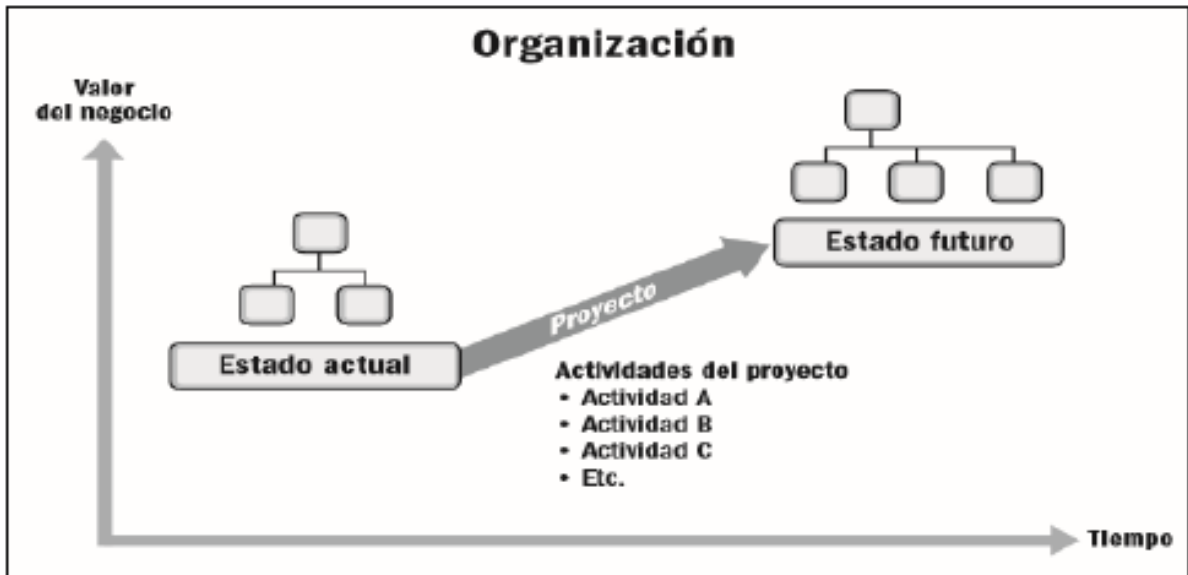 Organización
Valor
del negocio
Estado futuro
Proyecto
Estado actual
Actividades del proyecto
• Actividad A
• Actividad B
• Actividad C
• Etc.
Tiempo